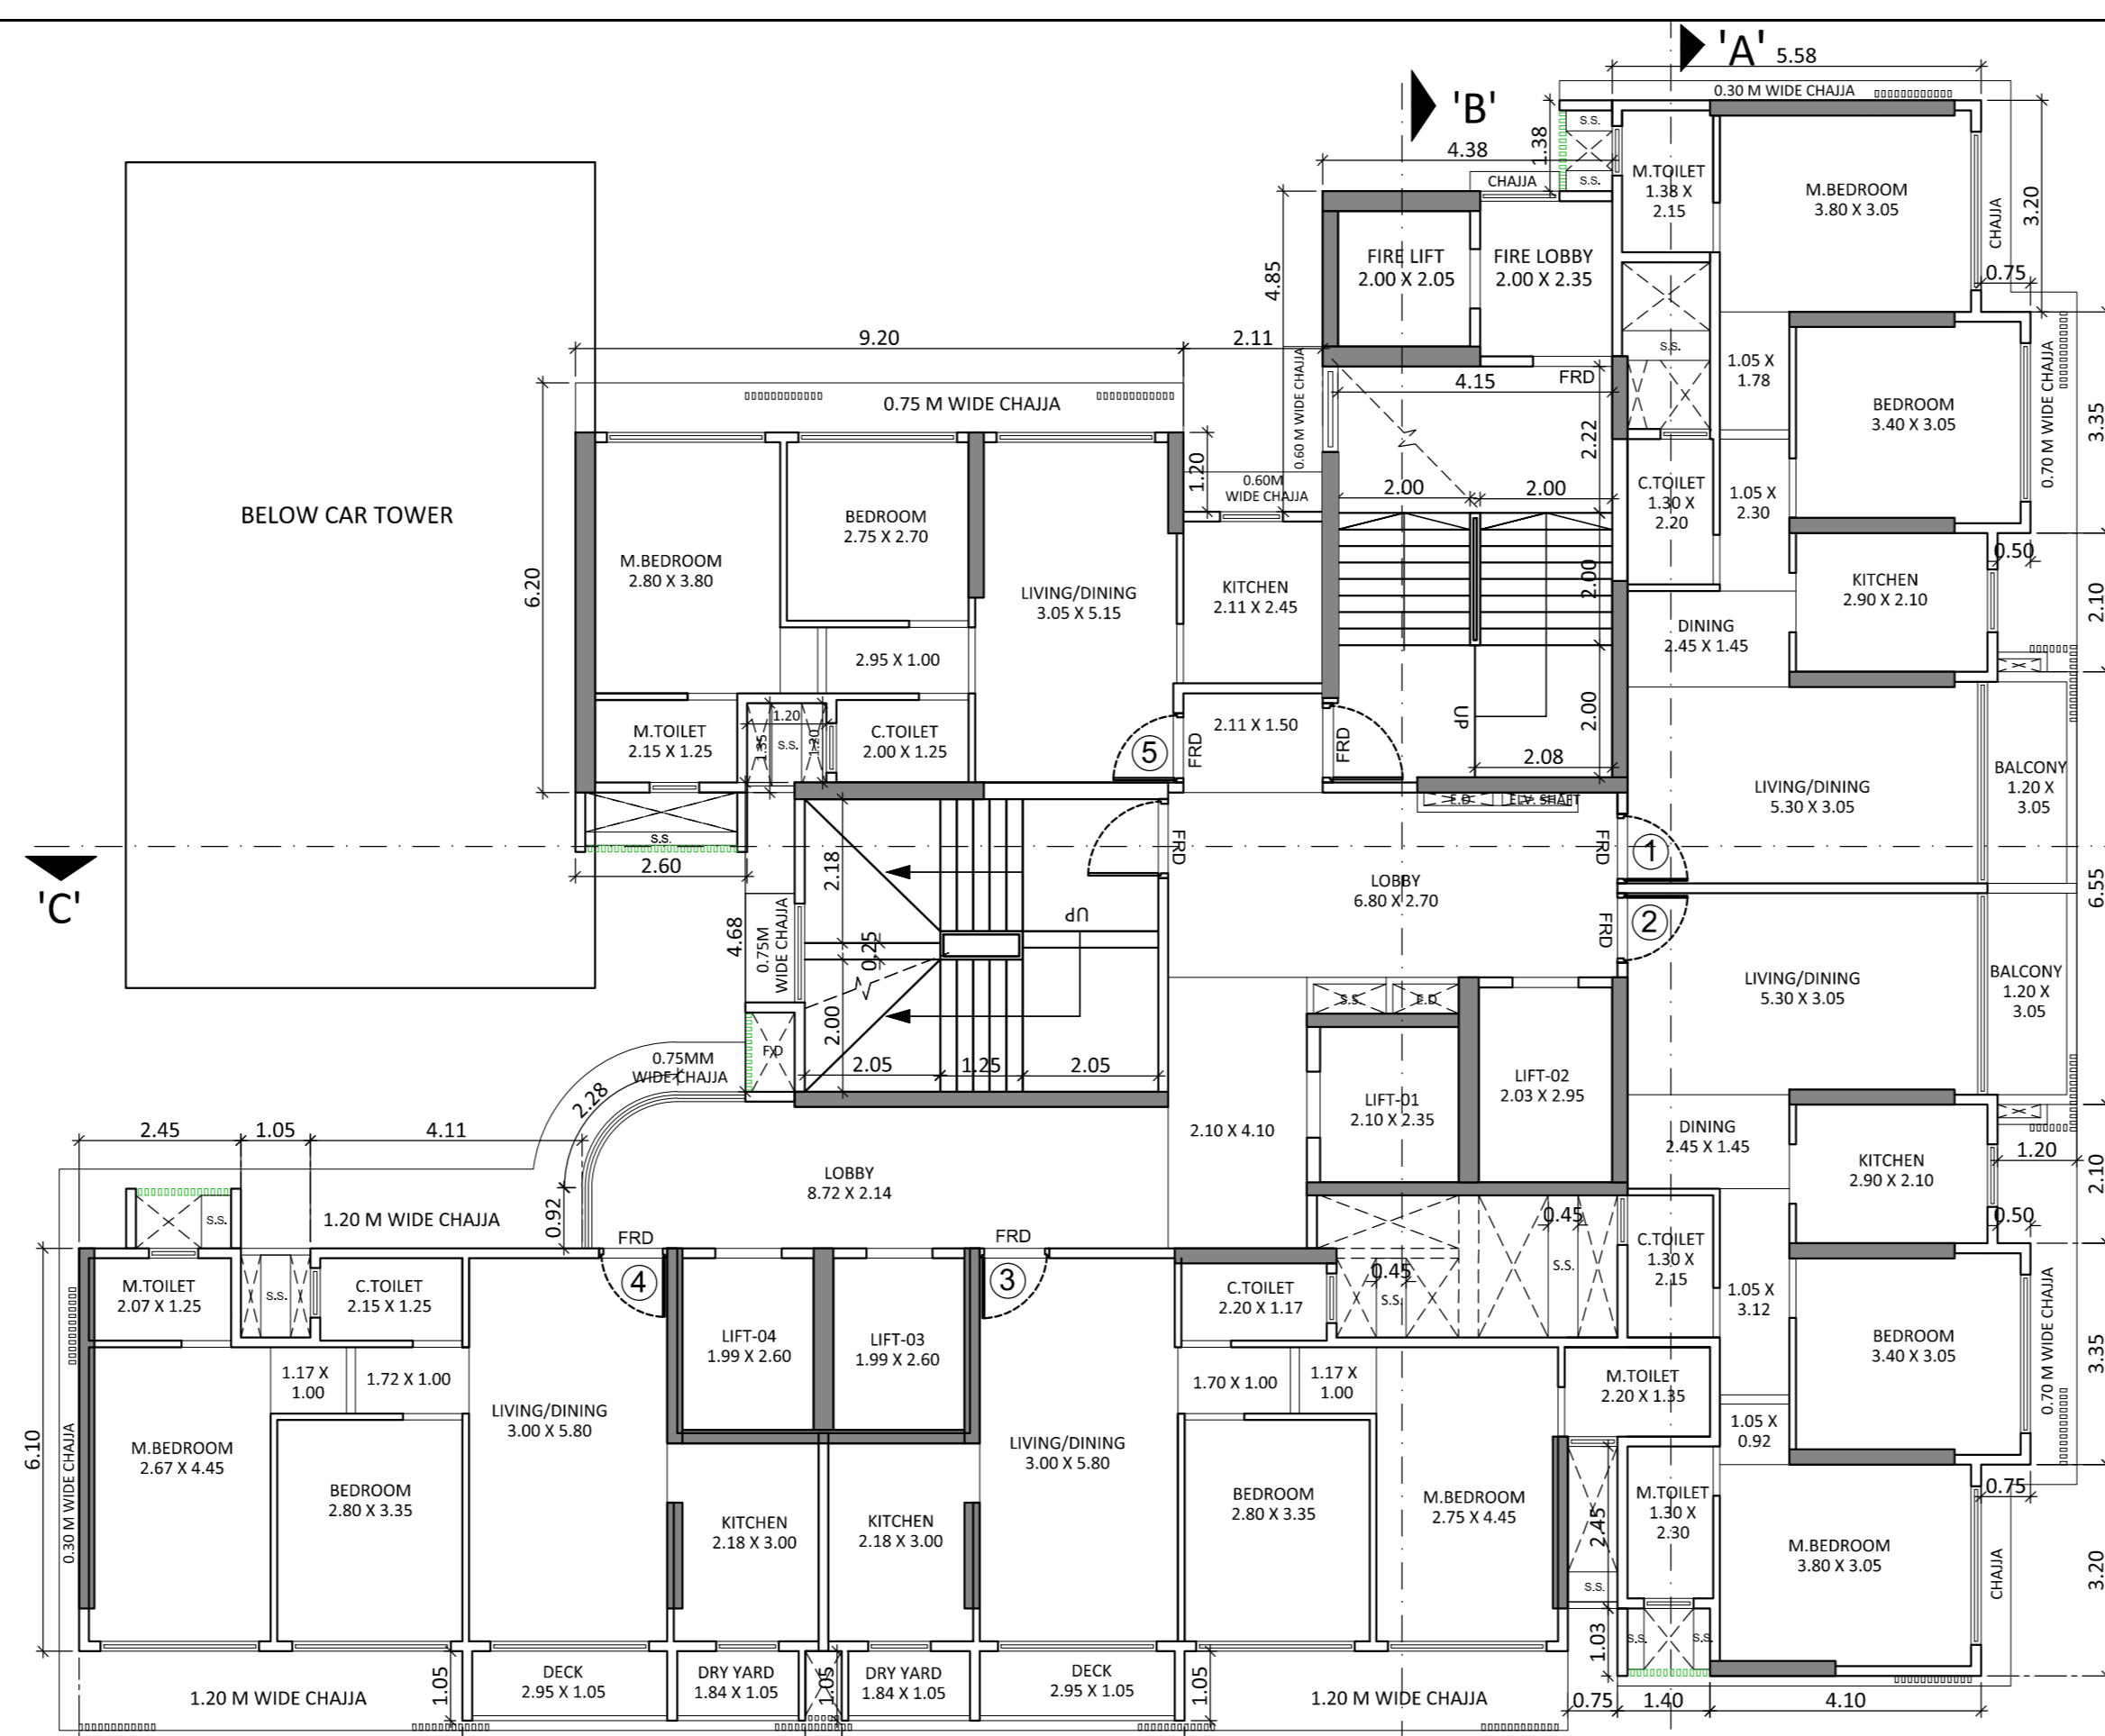 'A'
5.58
0.30 M WIDE CHAJJA
'B'
4.38
1.38
S.S.
S.S.
CHAJJA
M.TOILET
1.38 X
2.15
M.BEDROOM
3.80 X 3.05
CHAJJA
3.20
0.75
FIRE LIFT
2.00 X 2.05
FIRE LOBBY
2.00 X 2.35
4.85
9.20
2.11
0.75 M WIDE CHAJJA
0.60 M WIDE CHAJJA
4.15
FRD
S.S.
1.05 X
1.78
BEDROOM
3.40 X 3.05
0.70 M WIDE CHAJJA
3.35
BELOW CAR TOWER
6.20
M.BEDROOM
2.80 X 3.80
BEDROOM
2.75 X 2.70
LIVING/DINING
3.05 X 5.15
1.20
0.60M
WIDE CHAJJA
KITCHEN
2.11 X 2.45
2.22
2.00
2.00
2.00
C.TOILET
1.30 X
2.20
1.05 X
2.30
0.50
KITCHEN
2.90 X 2.10
2.10
DINING
2.45 X 1.45
2.95 X 1.00
M.TOILET
2.15 X 1.25
1.20
1.35
S.S.
1.20
C.TOILET
2.00 X 1.25
5
FRD
2.11 X 1.50
FRD
UP
2.00
2.08
LIVING/DINING
5.30 X 3.05
BALCONY
1.20 X
3.05
S.S.
2.60
'C'
E.D
ELV. SHAFT
FRD
FRD
1
LOBBY
6.80 X 2.70
FRD
2
6.55
2.18
UP
0.25
4.68
0.75M
WIDE CHAJJA
2.00
LIVING/DINING
5.30 X 3.05
BALCONY
1.20 X
3.05
S.S.
E.D
F.D
0.75MM
WIDE CHAJJA
2.05
1.25
2.05
2.28
LIFT-01
2.10 X 2.35
LIFT-02
2.03 X 2.95
2.45
1.05
4.11
2.10 X 4.10
DINING
2.45 X 1.45
1.20
KITCHEN
2.90 X 2.10
2.10
LOBBY
8.72 X 2.14
0.92
S.S.
1.20 M WIDE CHAJJA
FRD
FRD
0.45
0.50
M.TOILET
2.07 X 1.25
S.S.
C.TOILET
2.15 X 1.25
4
3
C.TOILET
2.20 X 1.17
0.45
S.S.
S.S.
C.TOILET
1.30 X
2.15
1.05 X
3.12
BEDROOM
3.40 X 3.05
0.70 M WIDE CHAJJA
3.35
LIFT-04
1.99 X 2.60
LIFT-03
1.99 X 2.60
1.17 X
1.00
1.72 X 1.00
LIVING/DINING
3.00 X 5.80
LIVING/DINING
3.00 X 5.80
1.70 X 1.00
1.17 X
1.00
M.TOILET
2.20 X 1.35
1.05 X
0.92
6.10
0.30 M WIDE CHAJJA
M.BEDROOM
2.67 X 4.45
BEDROOM
2.80 X 3.35
KITCHEN
2.18 X 3.00
KITCHEN
2.18 X 3.00
BEDROOM
2.80 X 3.35
M.BEDROOM
2.75 X 4.45
2.45
S.S.
M.TOILET
1.30 X
2.30
0.75
M.BEDROOM
3.80 X 3.05
CHAJJA
3.20
1.03
S.S.
S.S.
1.20 M WIDE CHAJJA
1.05
DECK
2.95 X 1.05
DRY YARD
1.84 X 1.05
1.05
DRY YARD
1.84 X 1.05
DECK
2.95 X 1.05
1.05
1.20 M WIDE CHAJJA
0.75
1.40
4.10